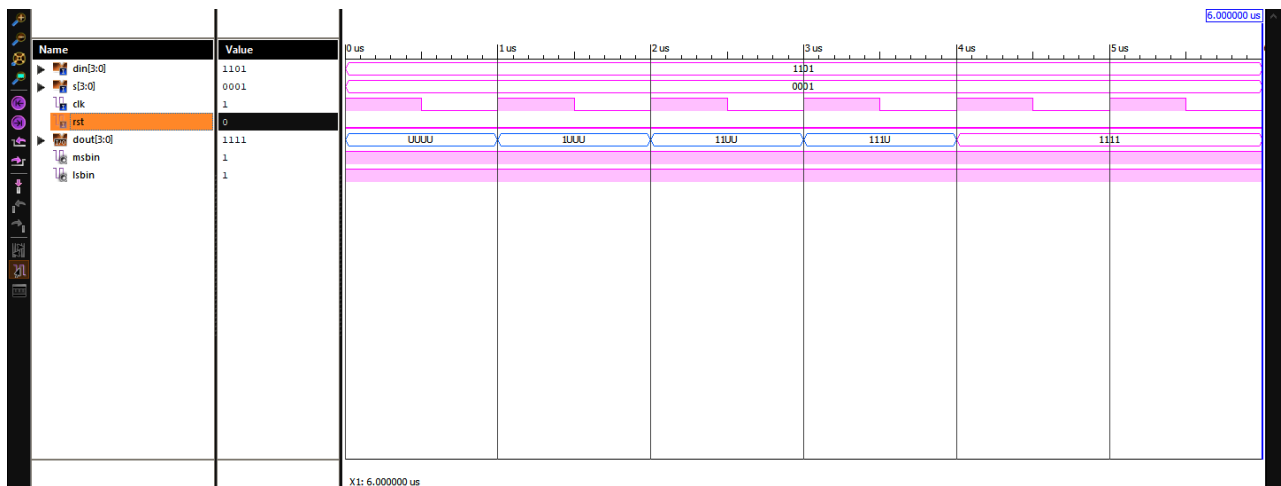 6.000000 us
Name Value 0 us 1 us 2 us 3 us 4 us 5 us
din[3:0] 1101 1101
s[3:0] 0001 0001
clk 1
rst 0
dout[3:0] 1111 UUUU 1UUU 11UU 111U 1111
msbin 1
lsbin 1
X1: 6.000000 us